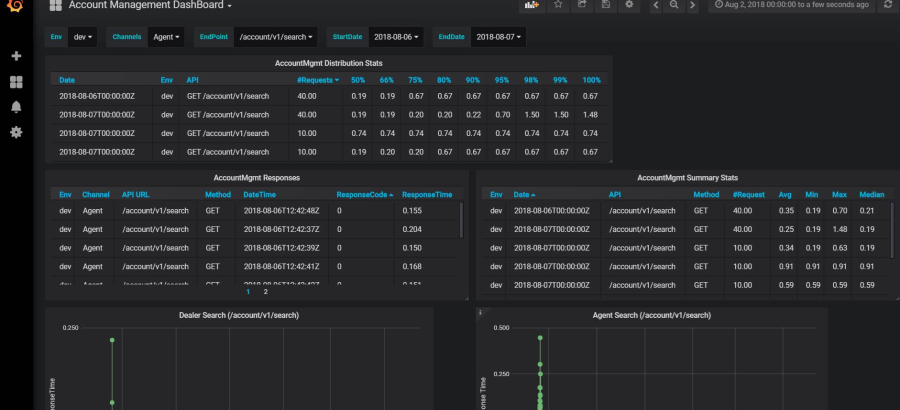 Account Management DashBoard
Aug 2, 2018 00:00:00 to a few seconds ago
Env dev Channels Agent EndPoint /account/v1/search StartDate 2018-08-06 EndDate 2018-08-07
AccountMgmt Distribution Stats
Date Env API #Requests 50% 66% 75% 80% 90% 95% 98% 99% 100%
2018-08-06T00:00:00Z dev GET /account/v1/search 40.00 0.19 0.19 0.67 0.67 0.67 0.67 0.67 0.67 0.67
2018-08-07T00:00:00Z dev GET /account/v1/search 40.00 0.19 0.19 0.20 0.20 0.22 0.70 1.50 1.50 1.48
2018-08-07T00:00:00Z dev GET /account/v1/search 10.00 0.74 0.74 0.74 0.74 0.74 0.74 0.74 0.74 0.74
2018-08-07T00:00:00Z dev GET /account/v1/search 10.00 0.19 0.20 0.20 0.67 0.67 0.67 0.67 0.67 0.67
AccountMgmt Responses
Env Channel API URL Method DateTime ResponseCode ResponseTime
dev Agent /account/v1/search GET 2018-08-06T12:42:48Z 0 0.155
dev Agent /account/v1/search GET 2018-08-06T12:42:37Z 0 0.204
dev Agent /account/v1/search GET 2018-08-06T12:42:39Z 0 0.150
dev Agent /account/v1/search GET 2018-08-06T12:42:41Z 0 0.168
1 2
AccountMgmt Summary Stats
Env Date API Method #Request Avg Min Max Median
dev 2018-08-06T00:00:00Z /account/v1/search GET 40.00 0.35 0.19 0.70 0.21
dev 2018-08-07T00:00:00Z /account/v1/search GET 40.00 0.25 0.19 1.48 0.19
dev 2018-08-07T00:00:00Z /account/v1/search GET 10.00 0.34 0.19 0.63 0.19
dev 2018-08-07T00:00:00Z /account/v1/search GET 10.00 0.91 0.91 0.91 0.91
dev 2018-08-07T00:00:00Z /account/v1/search GET 10.00 0.59 0.59 0.59 0.59
Dealer Search (/account/v1/search)
0.250
Agent Search (/account/v1/search)
0.500
0.250